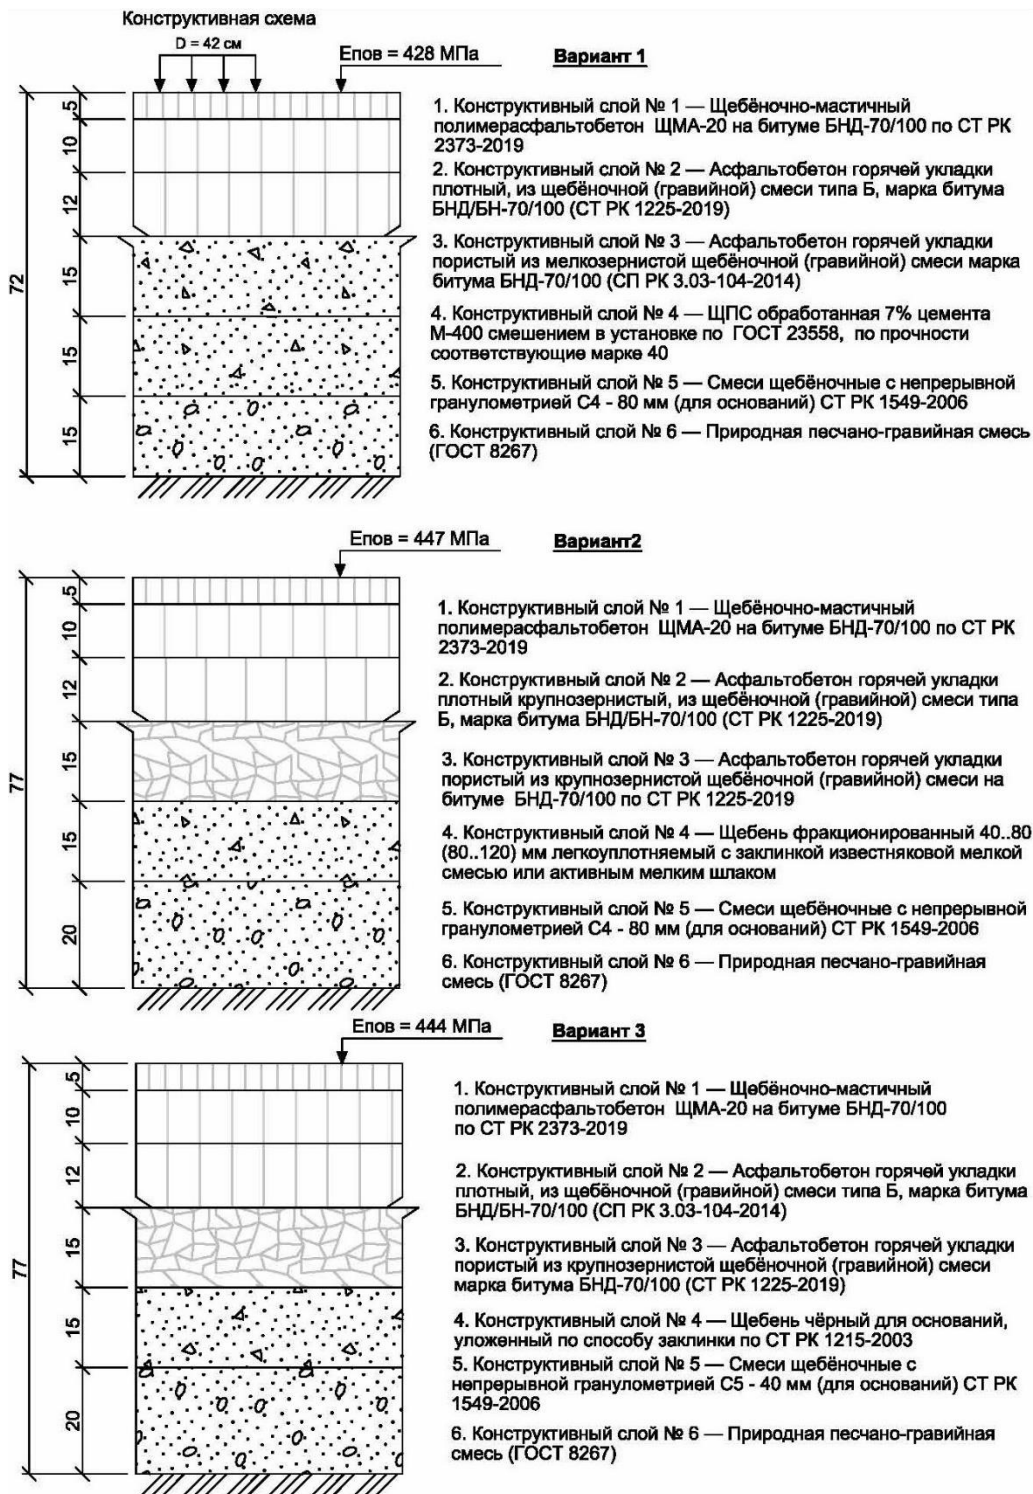 Конструктивная схема
D = 42 см
Епов = 428 МПа
Вариант 1
5
10
12
15
15
15
72
1. Конструктивный слой № 1 — Щебёночно-мастичный
полимерасфальтобетон ЩМА-20 на битуме БНД-70/100 по СТ РК
2373-2019
2. Конструктивный слой № 2 — Асфальтобетон горячей укладки
плотный, из щебёночной (гравийной) смеси типа Б, марка битума
БНД/БН-70/100 (СТ РК 1225-2019)
3. Конструктивный слой № 3 — Асфальтобетон горячей укладки
пористый из мелкозернистой щебёночной (гравийной) смеси марка
битума БНД-70/100 (СП РК 3.03-104-2014)
4. Конструктивный слой № 4 — ЩПС обработанная 7% цемента
М-400 смешением в установке по ГОСТ 23558, по прочности
соответствующие марке 40
5. Конструктивный слой № 5 — Смеси щебёночные с непрерывной
гранулометрией С4 - 80 мм (для оснований) СТ РК 1549-2006
6. Конструктивный слой № 6 — Природная песчано-гравийная смесь
(ГОСТ 8267)
Епов = 447 МПа
Вариант2
5
10
12
15
15
20
77
1. Конструктивный слой № 1 — Щебёночно-мастичный
полимерасфальтобетон ЩМА-20 на битуме БНД-70/100 по СТ РК
2373-2019
2. Конструктивный слой № 2 — Асфальтобетон горячей укладки
плотный крупнозернистый, из щебёночной (гравийной) смеси типа
Б, марка битума БНД/БН-70/100 (СТ РК 1225-2019)
3. Конструктивный слой № 3 — Асфальтобетон горячей укладки
пористый из крупнозернистой щебёночной (гравийной) смеси на
битуме БНД-70/100 по СТ РК 1225-2019
4. Конструктивный слой № 4 — Щебень фракционированный 40..80
(80..120) мм легкоуплотняемый с заклинкой известняковой мелкой
смесью или активным мелким шлаком
5. Конструктивный слой № 5 — Смеси щебёночные с непрерывной
гранулометрией С4 - 80 мм (для оснований) СТ РК 1549-2006
6. Конструктивный слой № 6 — Природная песчано-гравийная
смесь (ГОСТ 8267)
Епов = 444 МПа
Вариант 3
5
10
12
15
15
20
77
1. Конструктивный слой № 1 — Щебёночно-мастичный
полимерасфальтобетон ЩМА-20 на битуме БНД-70/100
по СТ РК 2373-2019
2. Конструктивный слой № 2 — Асфальтобетон горячей укладки
плотный, из щебёночной (гравийной) смеси типа Б, марка битума
БНД/БН-70/100 (СП РК 3.03-104-2014)
3. Конструктивный слой № 3 — Асфальтобетон горячей укладки
пористый из крупнозернистой щебёночной (гравийной) смеси
марка битума БНД-70/100 (СТ РК 1225-2019)
4. Конструктивный слой № 4 — Щебень чёрный для оснований,
уложенный по способу заклинки по СТ РК 1215-2003
5. Конструктивный слой № 5 — Смеси щебёночные с
непрерывной гранулометрией С5 - 40 мм (для оснований) СТ РК
1549-2006
6. Конструктивный слой № 6 — Природная песчано-гравийная
смесь (ГОСТ 8267)